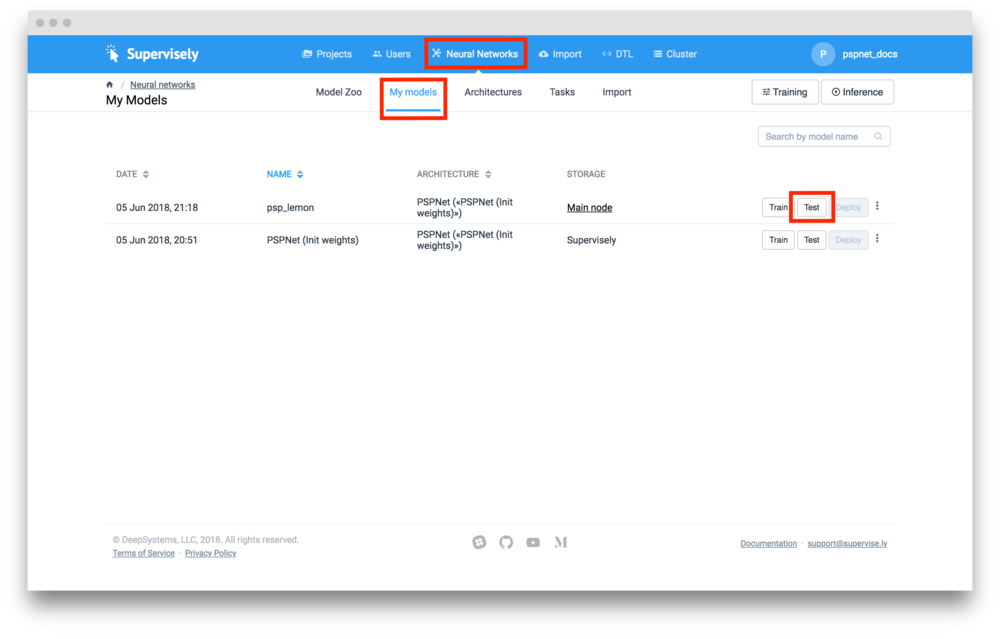 Supervisely
Projects Users Neural Networks Import DTL Cluster P pspnet_docs
/ Neural networks
My Models
Model Zoo My models Architectures Tasks Import Training Inference
Search by model name
DATE NAME ARCHITECTURE STORAGE
05 Jun 2018, 21:18 psp_lemon PSPNet («PSPNet (Init
weights)») Main node Train Test Deploy
05 Jun 2018, 20:51 PSPNet (Init weights) PSPNet («PSPNet (Init
weights)») Supervisely Train Test Deploy
© DeepSystems, LLC, 2018. All rights reserved.
Terms of Service · Privacy Policy
Documentation · support@supervise.ly